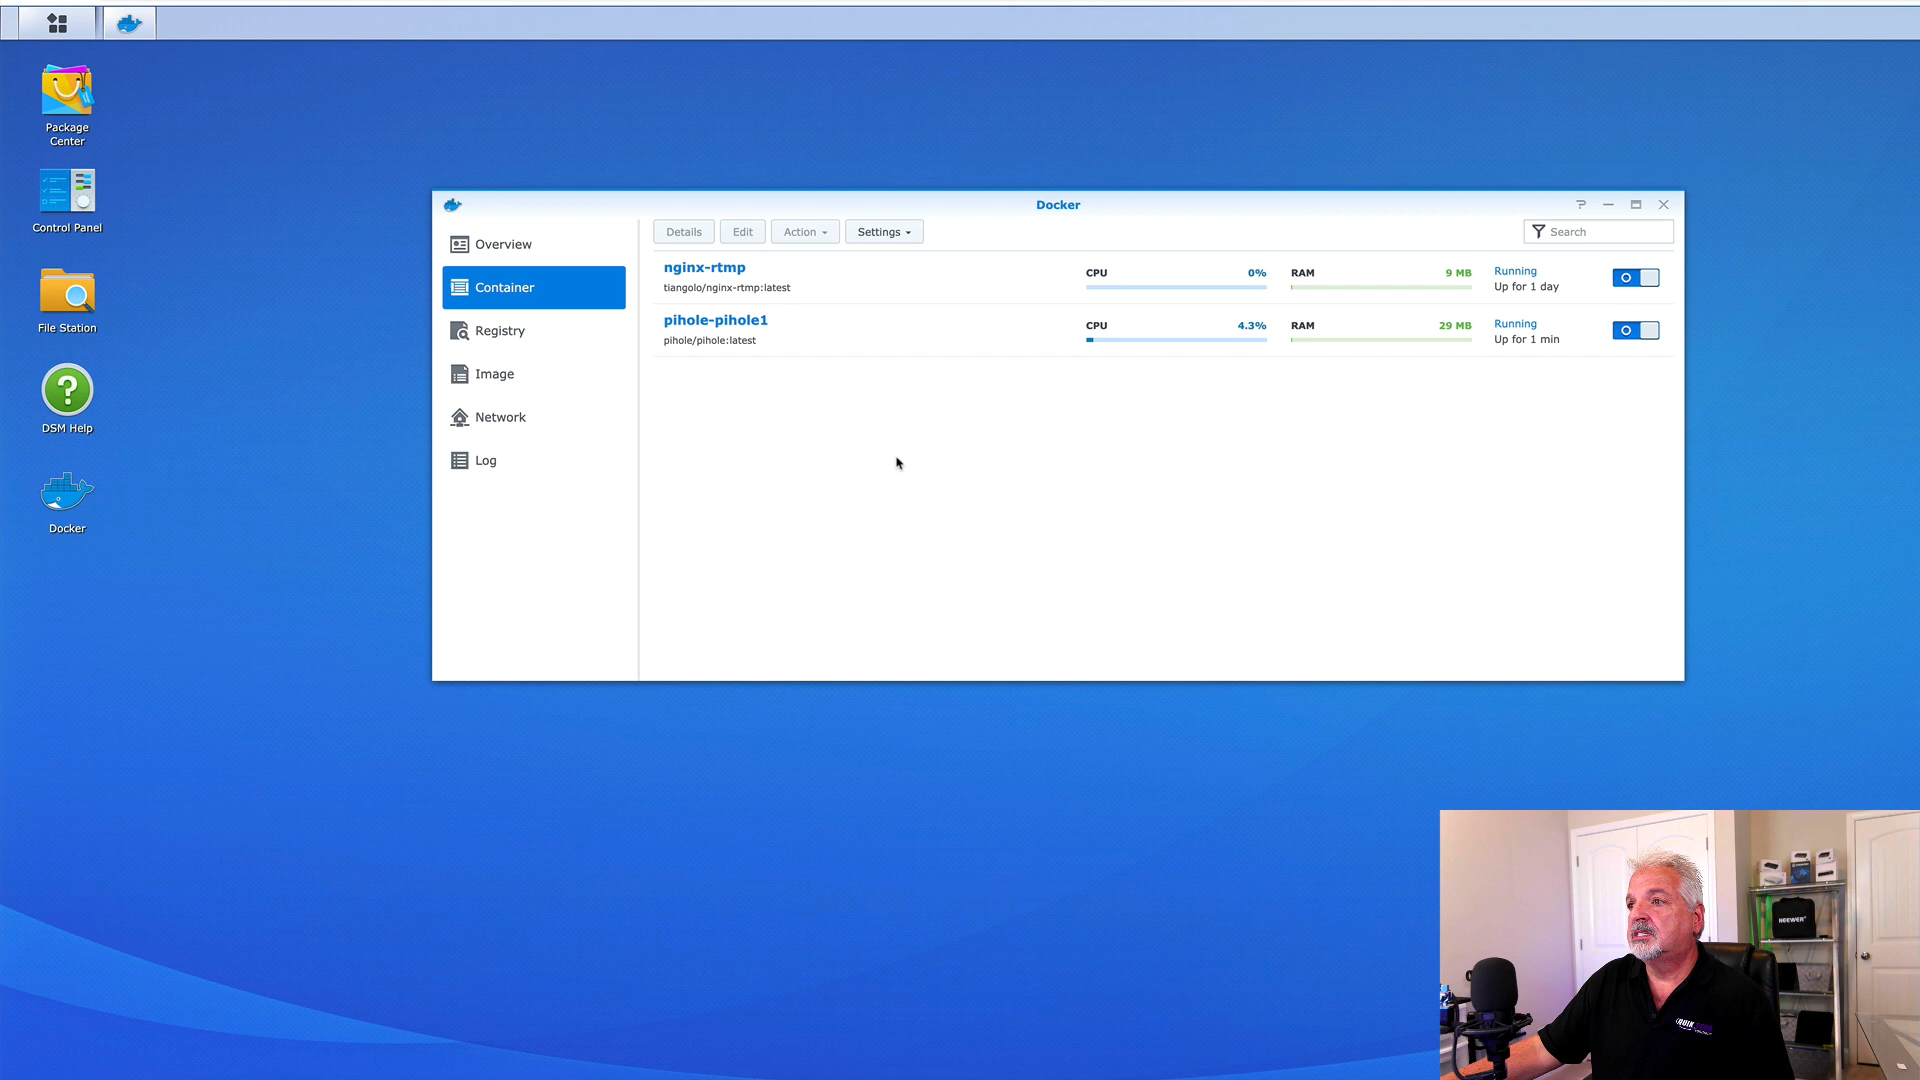 Package
Center
Control Panel
File Station
DSM Help
Docker
Docker
Overview
Container
Registry
Image
Network
Log
Details
Edit
Action
Settings
Search
nginx-rtmp
tiangolo/nginx-rtmp:latest
CPU
0%
RAM
9 MB
Running
Up for 1 day
pihole-pihole1
pihole/pihole:latest
CPU
4.3%
RAM
29 MB
Running
Up for 1 min
NEEWER